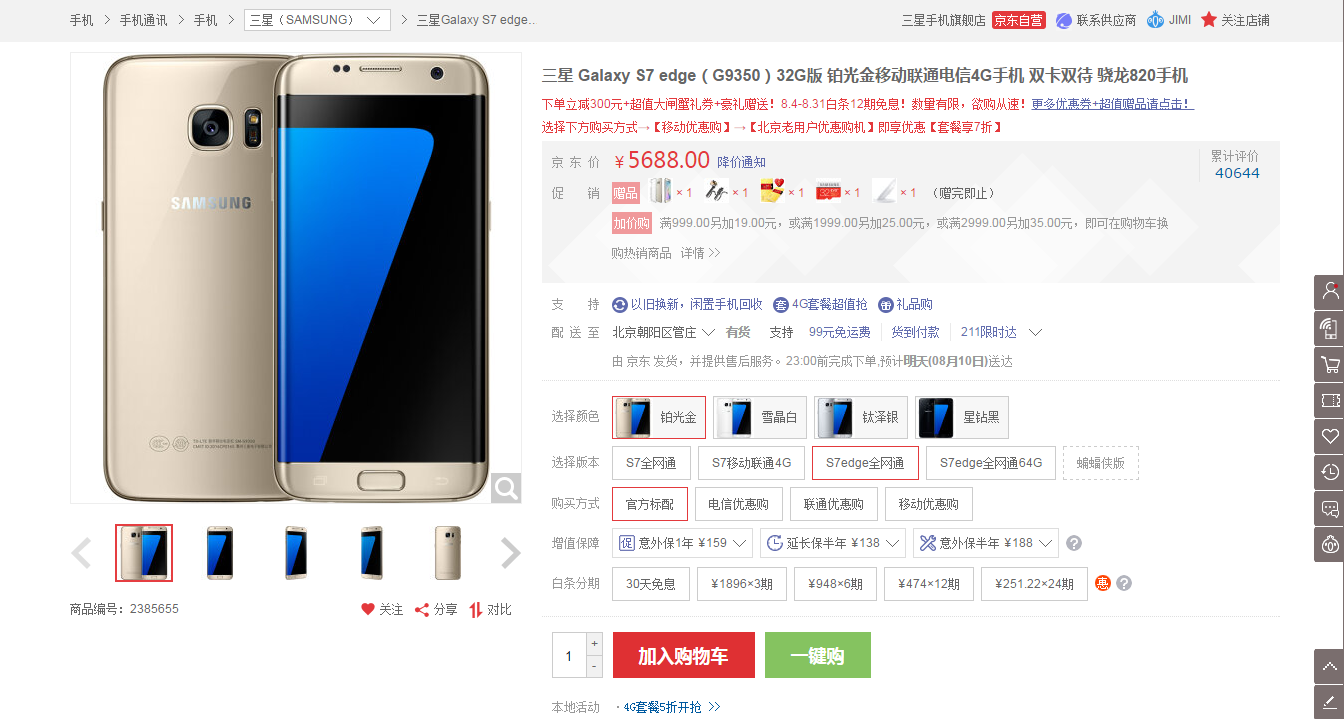 手机 > 手机通讯 > 手机 > 三星（SAMSUNG） > 三星Galaxy S7 edge...
三星手机旗舰店 京东自营 联系供应商 JIMI 关注店铺
SAMSUNG
三星 Galaxy S7 edge（G9350）32G版 铂光金移动联通电信4G手机 双卡双待 骁龙820手机
下单立减300元+超值大闸蟹礼券+豪礼赠送！8.4-8.31白条12期免息！数量有限，欲购从速！更多优惠券+超值赠品请点击！
选择下方购买方式→【移动优惠购】→【北京老用户优惠购机】即享优惠【套餐享7折】
京东价 ￥5688.00 降价通知
累计评价
40644
促销 赠品 ×1 ×1 ×1 ×1 ×1 （赠完即止）
加价购 满999.00另加19.00元，或满1999.00另加25.00元，或满2999.00另加35.00元，即可在购物车换
购热销商品 详情 >>
支持 以旧换新，闲置手机回收 套 4G套餐超值抢 礼品购
配送至 北京朝阳区管庄 有货 支持 99元免运费 货到付款 211限时达
由 京东 发货，并提供售后服务。23:00前完成下单,预计明天(08月10日)送达
选择颜色 铂光金 雪晶白 钛泽银 星钻黑
选择版本 S7全网通 S7移动联通4G S7edge全网通 S7edge全网通64G 蝙蝠侠版
购买方式 官方标配 电信优惠购 联通优惠购 移动优惠购
增值保障 促 意外保1年 ¥159 延长保半年 ¥138 意外保半年 ¥188 ?
白条分期 30天免息 ¥1896×3期 ¥948×6期 ¥474×12期 ¥251.22×24期 惠 ?
商品编号：2385655
关注 分享 对比
1 + - 加入购物车 一键购
本地活动 · 4G套餐5折开抢 >>